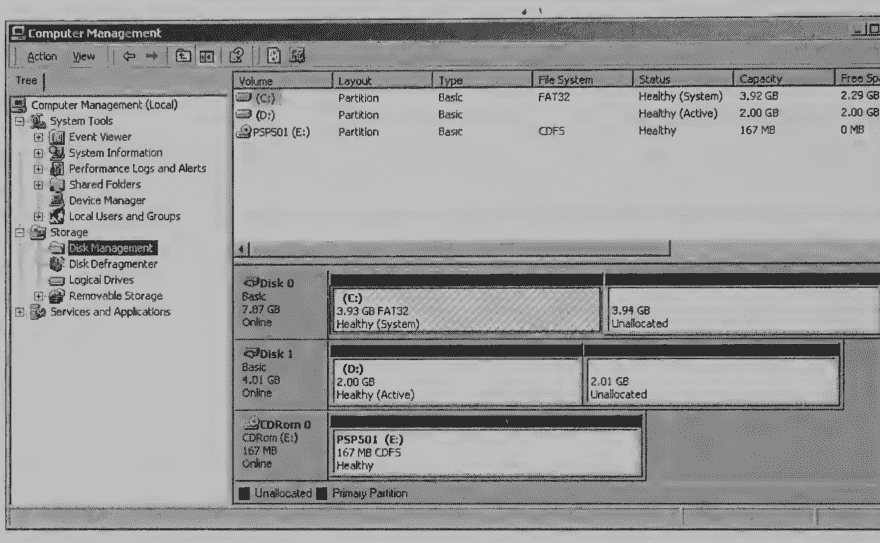 Computer Management
Action View
Tree
Volume Layout Type File System Status Capacity Free Sp
(C:) Partition Basic FAT32 Healthy (System) 3.92 GB 2.29 GB
(D:) Partition Basic Healthy (Active) 2.00 GB 2.00 GB
PSP501 (E:) Partition Basic CDFS Healthy 167 MB 0 MB
Computer Management (Local)
System Tools
Event Viewer
System Information
Performance Logs and Alerts
Shared Folders
Device Manager
Local Users and Groups
Storage
Disk Management
Disk Defragmenter
Logical Drives
Removable Storage
Services and Applications
Disk 0
Basic
7.87 GB
Online
(C:)
3.93 GB FAT32
Healthy (System)
3.94 GB
Unallocated
Disk 1
Basic
4.01 GB
Online
(D:)
2.00 GB
Healthy (Active)
2.01 GB
Unallocated
CDRom 0
CDRom (E:)
167 MB
Online
PSP501 (E:)
167 MB CDFS
Healthy
Unallocated Primary Partition